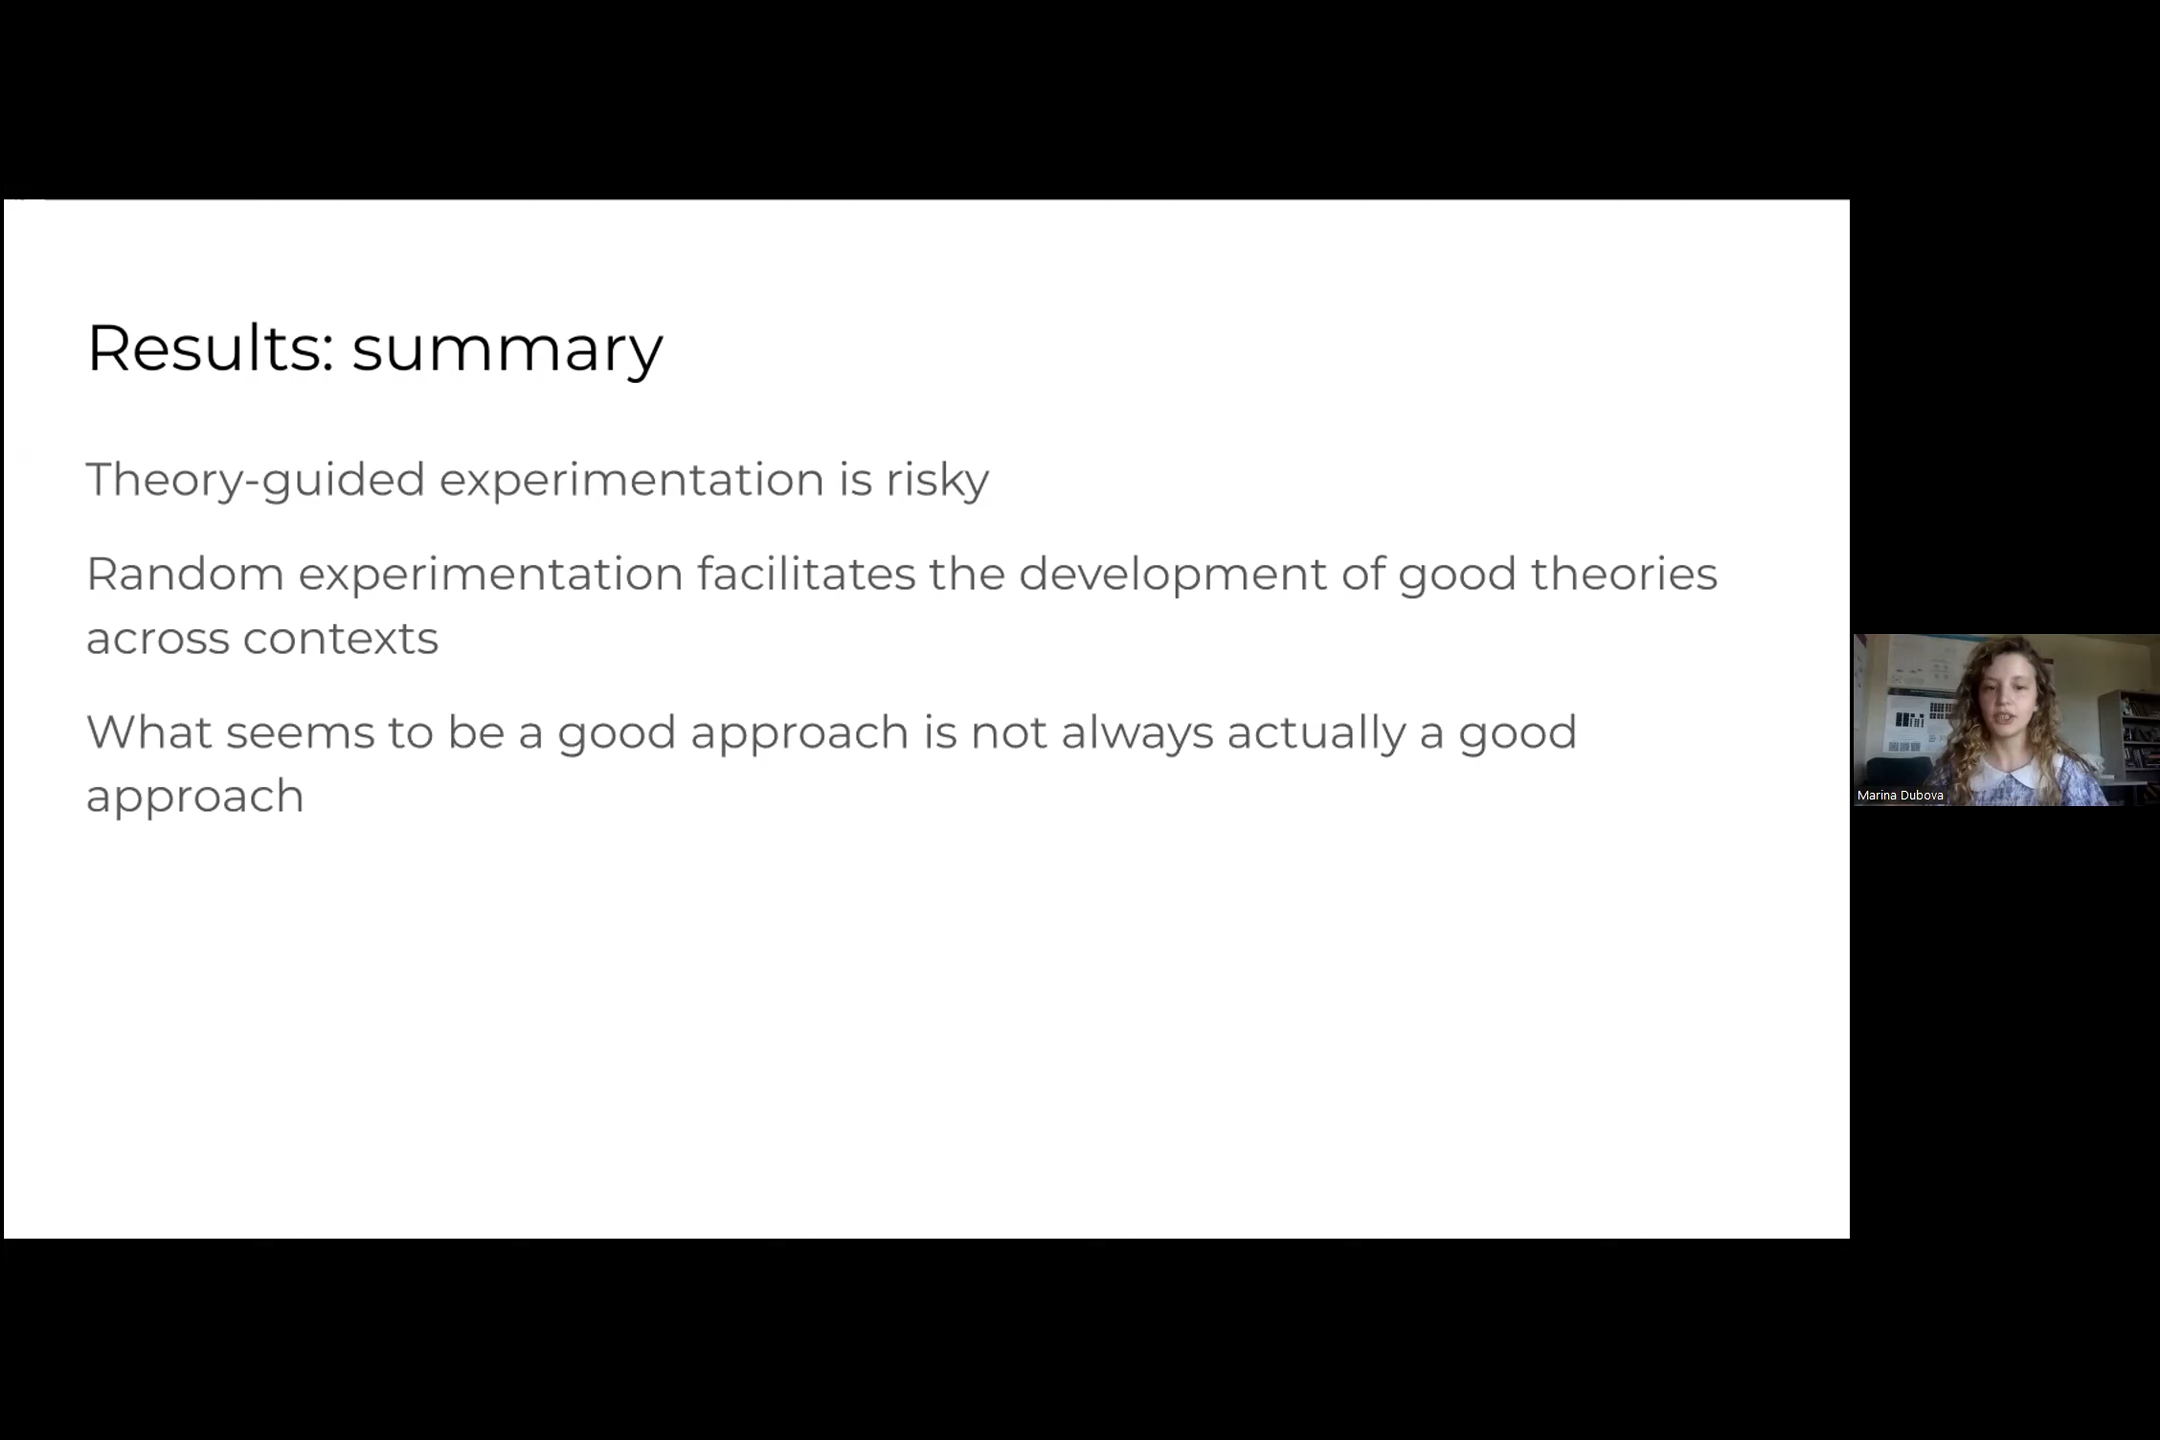 Results: summary
Theory-guided experimentation is risky
Random experimentation facilitates the development of good theories
across contexts
What seems to be a good approach is not always actually a good
approach
Marina Dubova